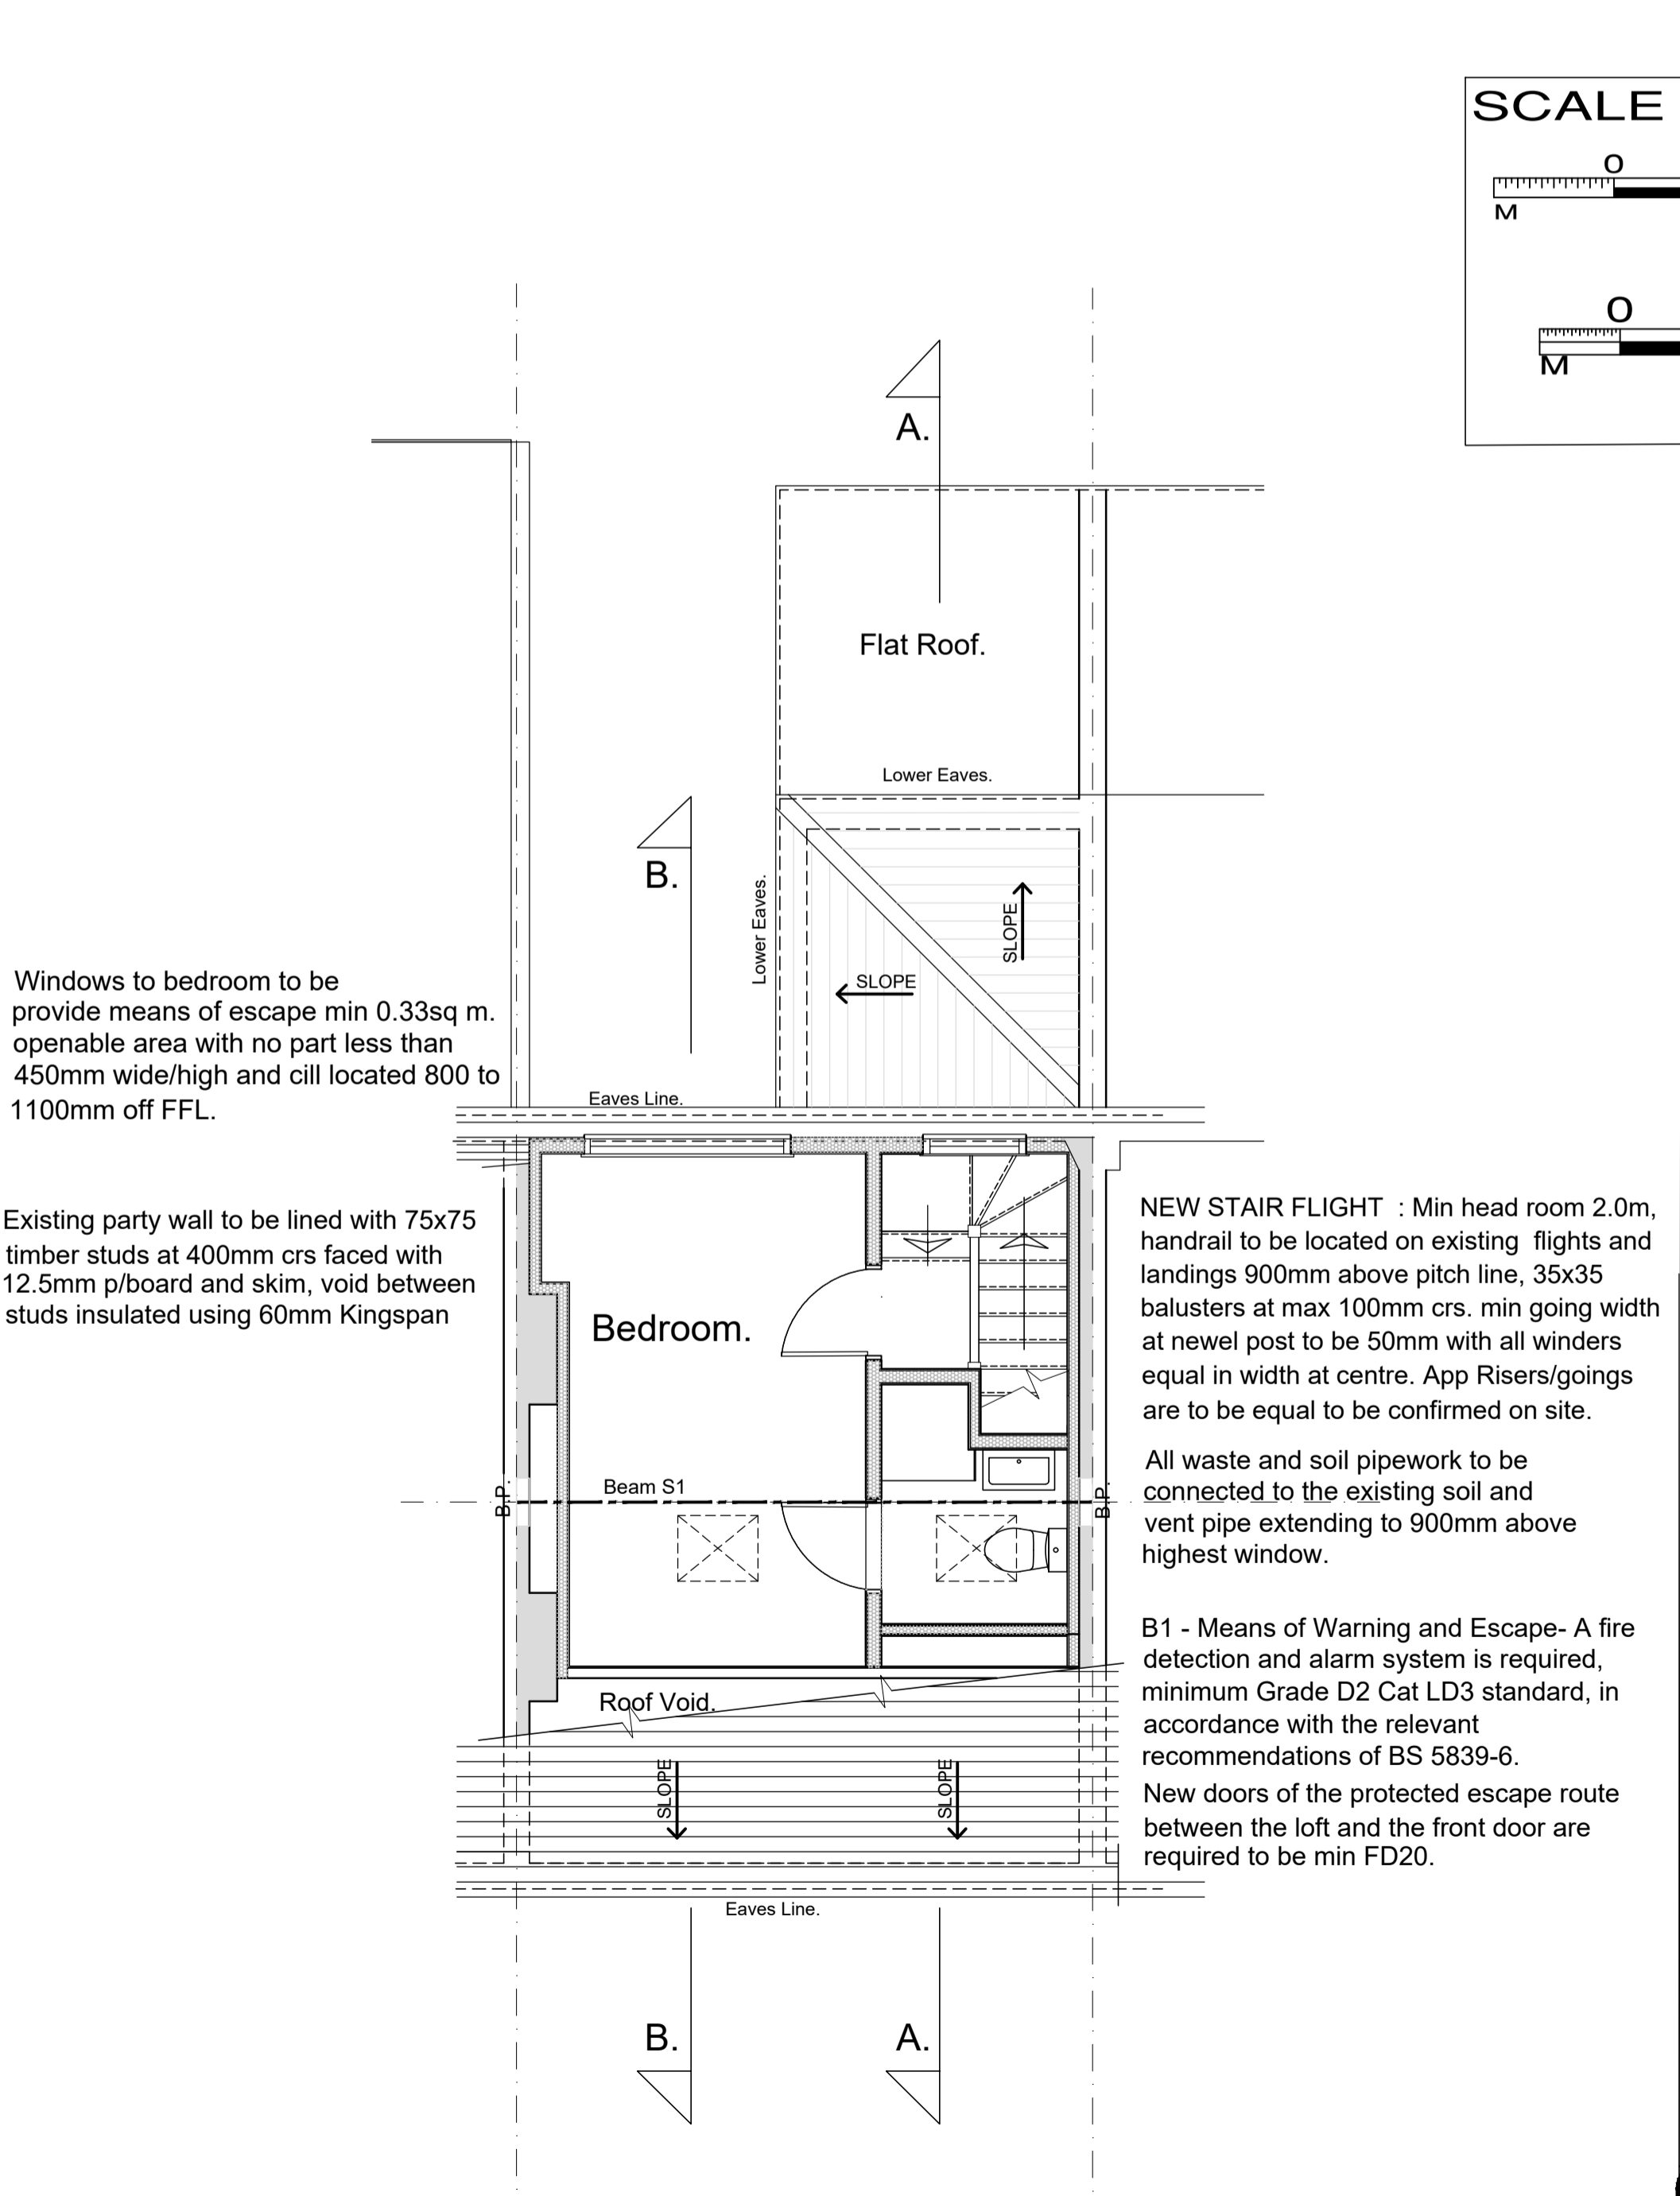 SCALE
O
M
O
M
A.
Flat Roof.
Lower Eaves.
B.
Lower Eaves.
SLOPE
SLOPE
Windows to bedroom to be
provide means of escape min 0.33sq m.
openable area with no part less than
450mm wide/high and cill located 800 to
1100mm off FFL.
Eaves Line.
Existing party wall to be lined with 75x75
timber studs at 400mm crs faced with
12.5mm p/board and skim, void between
studs insulated using 60mm Kingspan
Bedroom.
NEW STAIR FLIGHT : Min head room 2.0m,
handrail to be located on existing flights and
landings 900mm above pitch line, 35x35
balusters at max 100mm crs. min going width
at newel post to be 50mm with all winders
equal in width at centre. App Risers/goings
are to be equal to be confirmed on site.
Beam S1
B.P.
B.P.
All waste and soil pipework to be
connected to the existing soil and
vent pipe extending to 900mm above
highest window.
B1 - Means of Warning and Escape- A fire
detection and alarm system is required,
minimum Grade D2 Cat LD3 standard, in
accordance with the relevant
recommendations of BS 5839-6.
New doors of the protected escape route
between the loft and the front door are
required to be min FD20.
Roof Void.
SLOPE
SLOPE
Eaves Line.
B.
A.